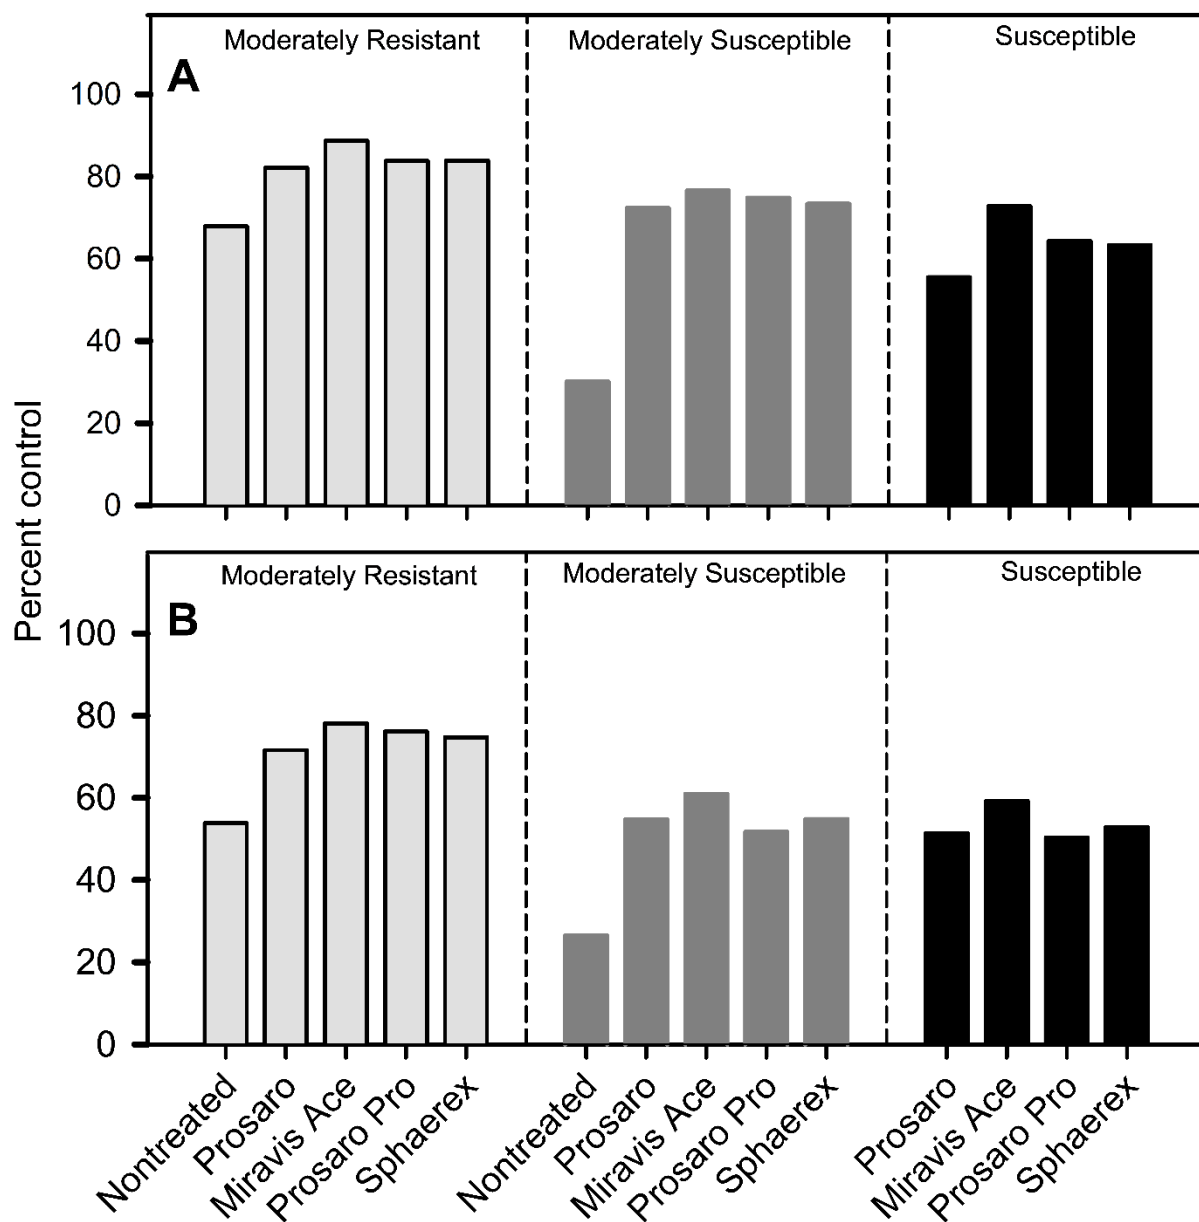 Moderately Resistant Moderately Susceptible Susceptible
A
100
80
60
40
20
0
Percent control
Moderately Resistant Moderately Susceptible Susceptible
B
100
80
60
40
20
0
Nontreated Prosaro Miravis Ace Prosaro Pro Sphaerex Nontreated Prosaro Miravis Ace Prosaro Pro Sphaerex Prosaro Miravis Ace Prosaro Pro Sphaerex